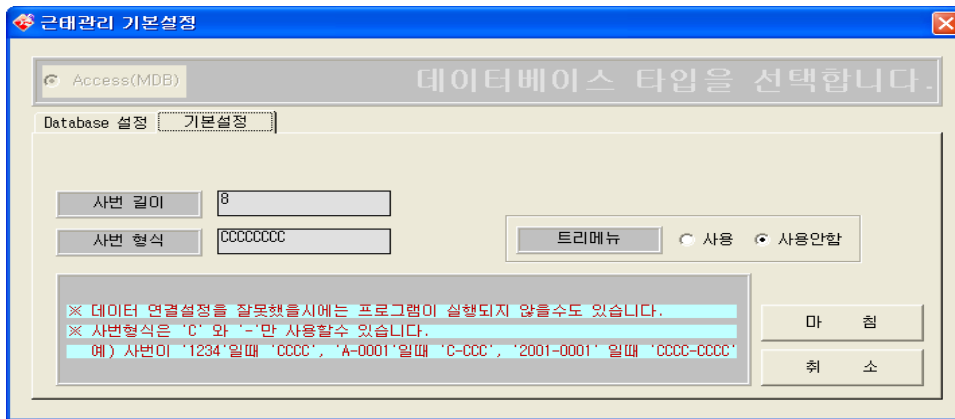 근태관리 기본설정
Access(MDB) 데이터베이스 타입을 선택합니다.
Database 설정 기본설정
사번 길이 8
사번 형식 CCCCCCCC 트리메뉴 사용 사용안함
※ 데이터 연결설정을 잘못했을시에는 프로그램이 실행되지 않을수도 있습니다.
※ 사번형식은 'C' 와 '-'만 사용할수 있습니다.
예) 사번이 '1234'일때 'CCCC', 'A-0001'일때 'C-CCC', '2001-0001' 일때 'CCCC-CCCC'
마 침
취 소